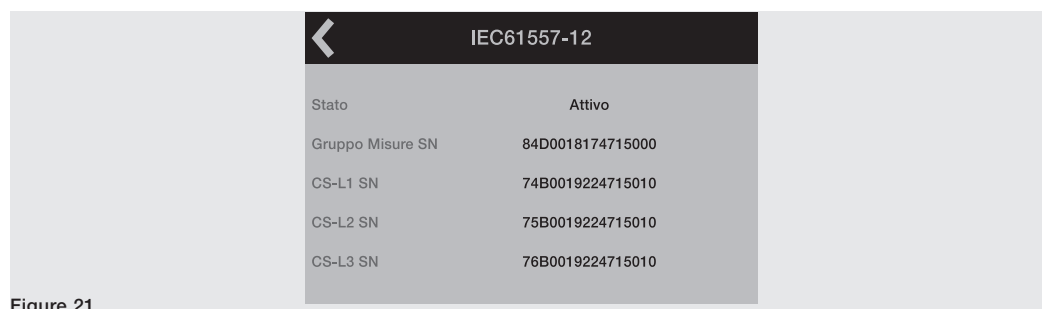 IEC61557-12
Stato Attivo
Gruppo Misure SN 84D0018174715000
CS-L1 SN 74B0019224715010
CS-L2 SN 75B0019224715010
CS-L3 SN 76B0019224715010
Figure 21